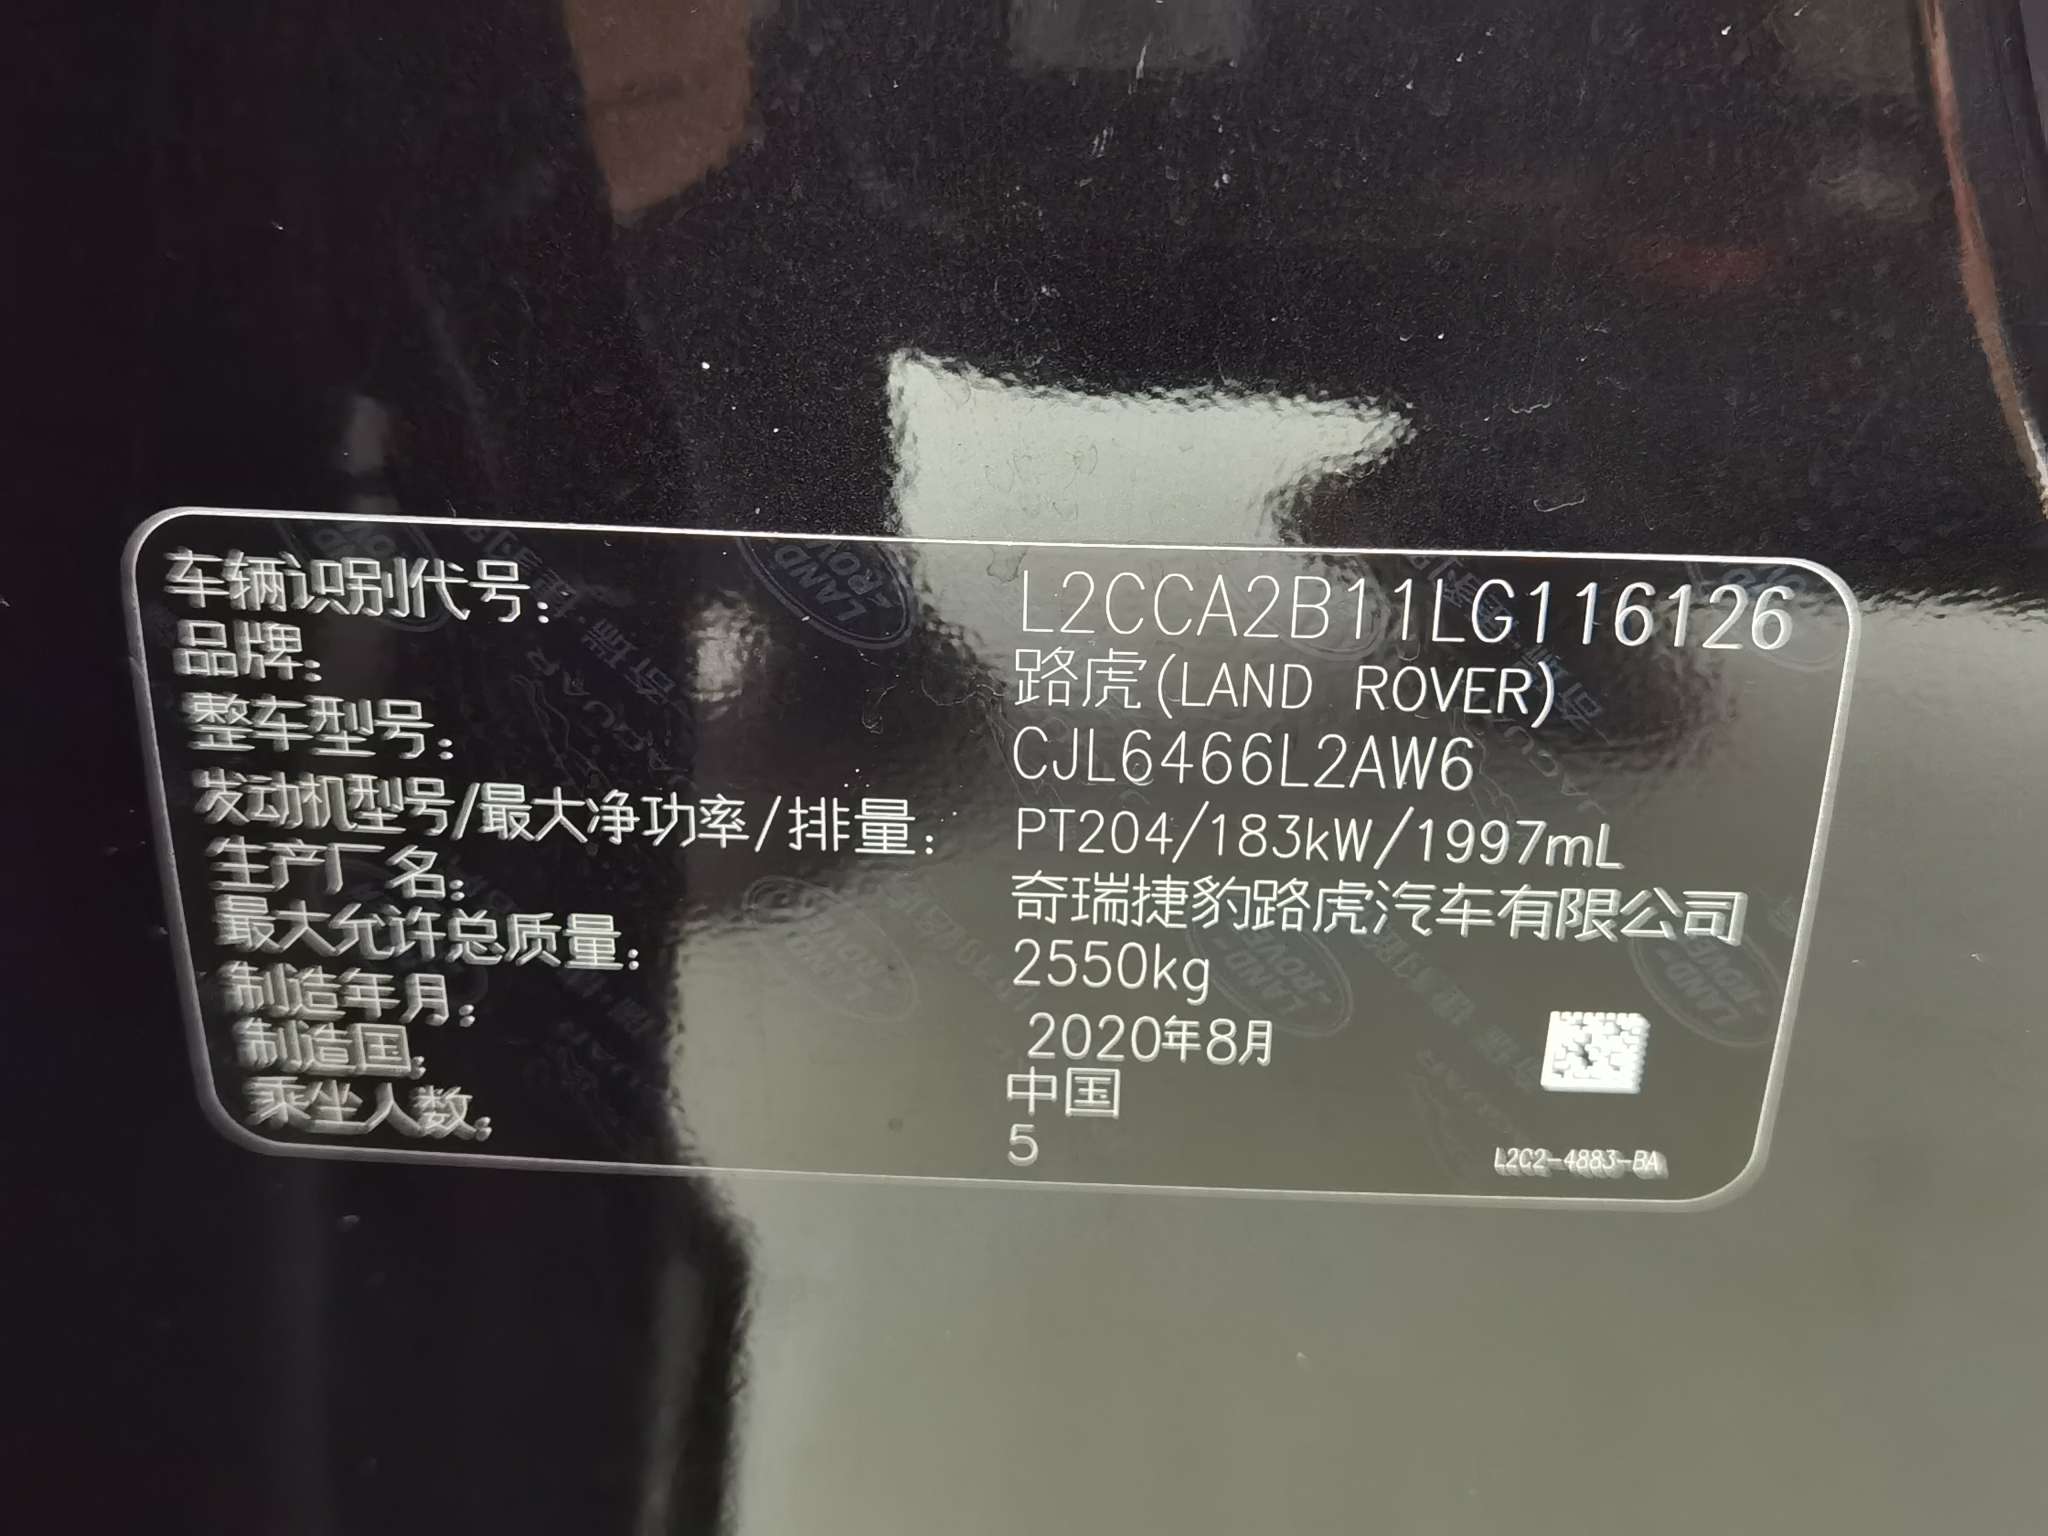 车辆识别代号: L2CCA2B11LG116126
品牌: 路虎(LAND ROVER)
整车型号: CJL6466L2AW6
发动机型号/最大净功率/排量: PT204/183kW/1997mL
生产厂名: 奇瑞捷豹路虎汽车有限公司
最大允许总质量: 2550kg
制造年月: 2020年8月
制造国: 中国
乘坐人数: 5
L2C2-4883-BA